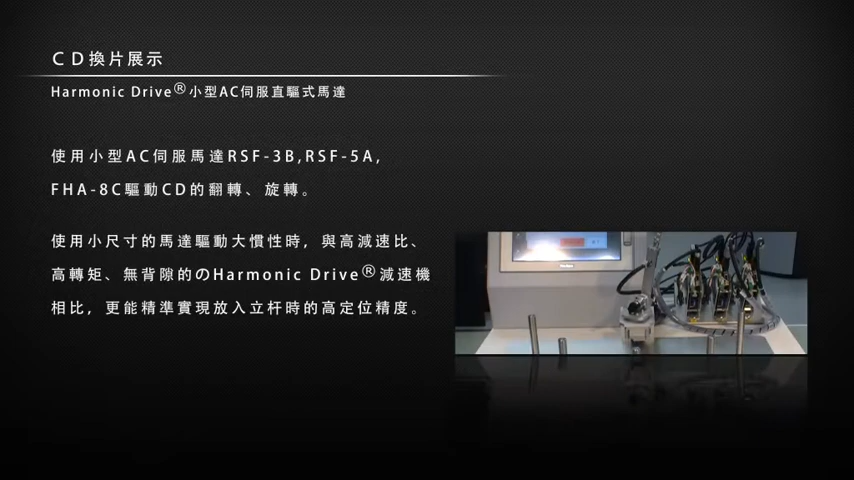 ＣＤ換片展示
Harmonic Drive®小型AC伺服直驅式馬達
使用小型AC伺服馬達RSF-3B,RSF-5A,
FHA-8C驅動CD的翻轉、旋轉。
使用小尺寸的馬達驅動大慣性時，與高減速比、
高轉矩、無背隙的のHarmonic Drive®減速機
相比，更能精準實現放入立杆時的高定位精度。